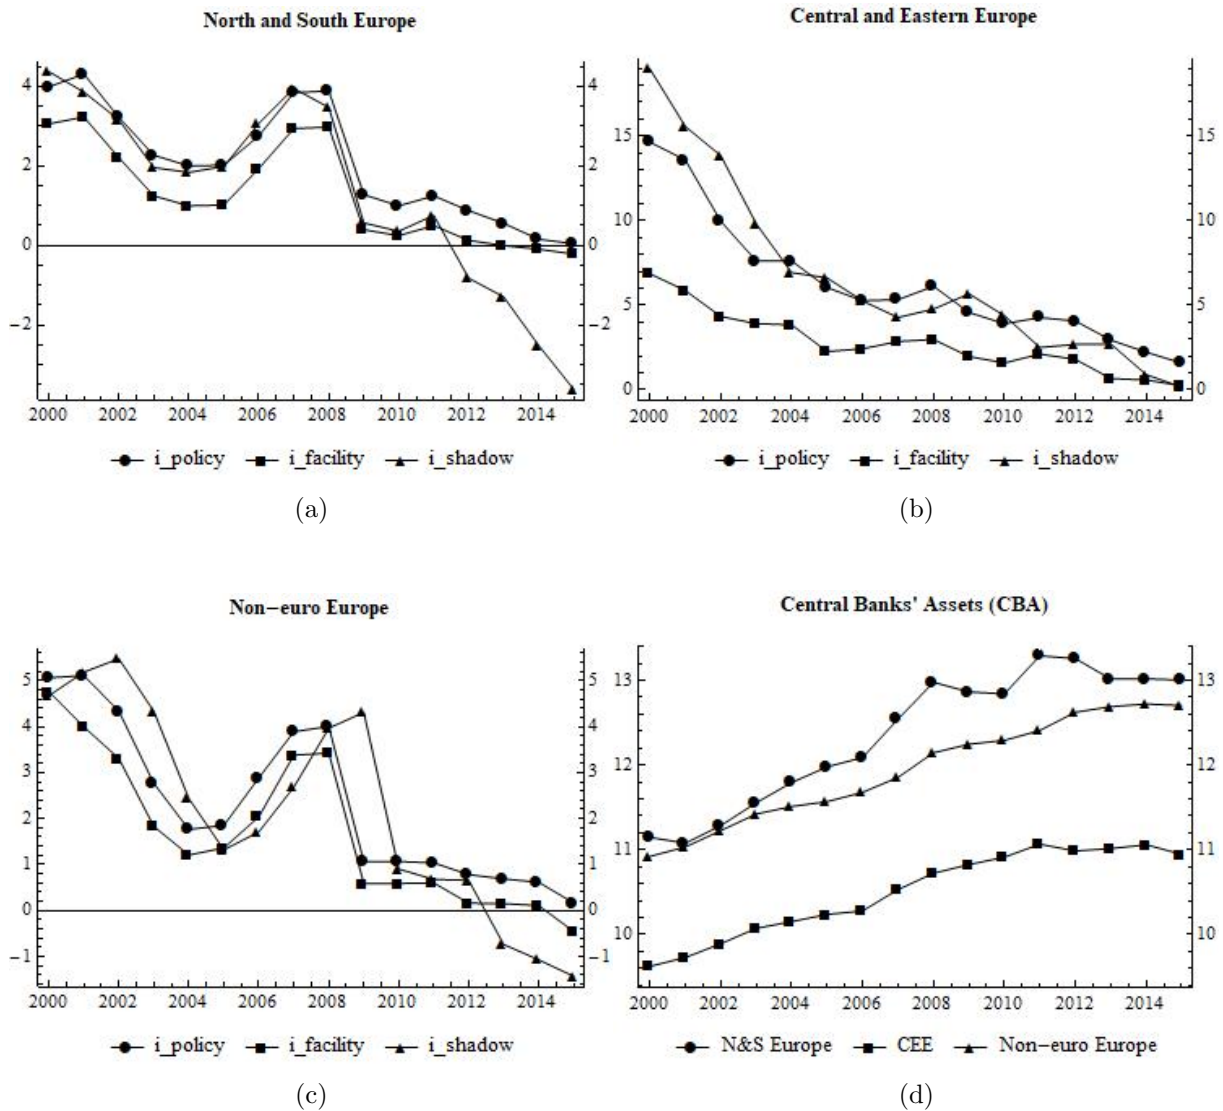 North and South Europe
4 4
2 2
0 0
−2 −2
2000 2002 2004 2006 2008 2010 2012 2014
i_policy i_facility i_shadow
(a)
Central and Eastern Europe
15 15
10 10
5 5
0 0
2000 2002 2004 2006 2008 2010 2012 2014
i_policy i_facility i_shadow
(b)
Non−euro Europe
5 5
4 4
3 3
2 2
1 1
0 0
−1 −1
2000 2002 2004 2006 2008 2010 2012 2014
i_policy i_facility i_shadow
(c)
Central Banks' Assets (CBA)
13 13
12 12
11 11
10 10
2000 2002 2004 2006 2008 2010 2012 2014
N&S Europe CEE Non−euro Europe
(d)